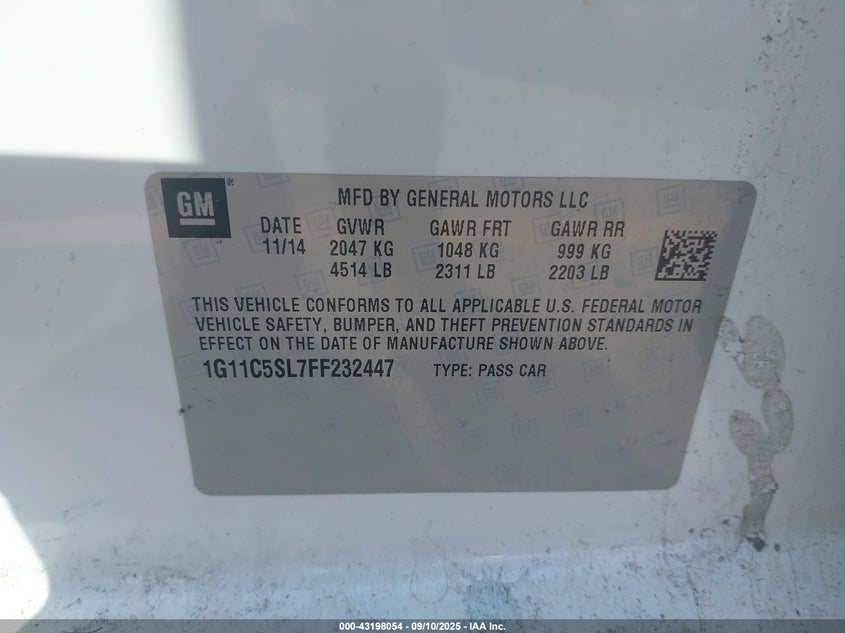 GM
MFD BY GENERAL MOTORS LLC
DATE GVWR GAWR FRT GAWR RR
11/14 2047 KG 1048 KG 999 KG
4514 LB 2311 LB 2203 LB
THIS VEHICLE CONFORMS TO ALL APPLICABLE U.S. FEDERAL MOTOR
VEHICLE SAFETY, BUMPER, AND THEFT PREVENTION STANDARDS IN
EFFECT ON THE DATE OF MANUFACTURE SHOWN ABOVE.
1G11C5SL7FF232447 TYPE: PASS CAR
000-43198054 - 09/10/2025 - IAA Inc.